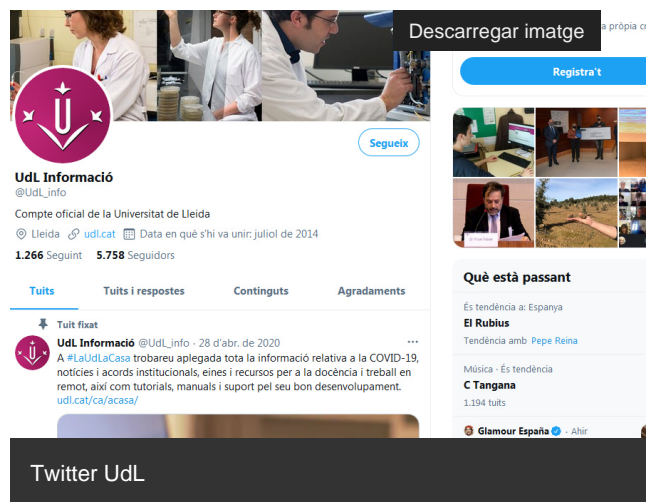 Descarregar imatge
a pròpia
Registra't
Segueix
UdL Informació
@UdL_info
Compte oficial de la Universitat de Lleida
Lleida udl.cat Data en què s'hi va unir: juliol de 2014
1.266 Seguint 5.758 Seguidors
Tuits Tuits i respostes Continguts Agradaments
Tuit fixat
UdL Informació @UdL_info · 28 d'abr. de 2020
A #LaUdLaCasa trobareu aplegada tota la informació relativa a la COVID-19,
notícies i acords institucionals, eines i recursos per a la docència i treball en
remot, així com tutorials, manuals i suport pel seu bon desenvolupament.
udl.cat/ca/acasa/
Què està passant
És tendència a: Espanya
El Rubius
Tendència amb Pepe Reina
Música · És tendència
C Tangana
1.194 tuits
Glamour España · Ahir
Twitter UdL